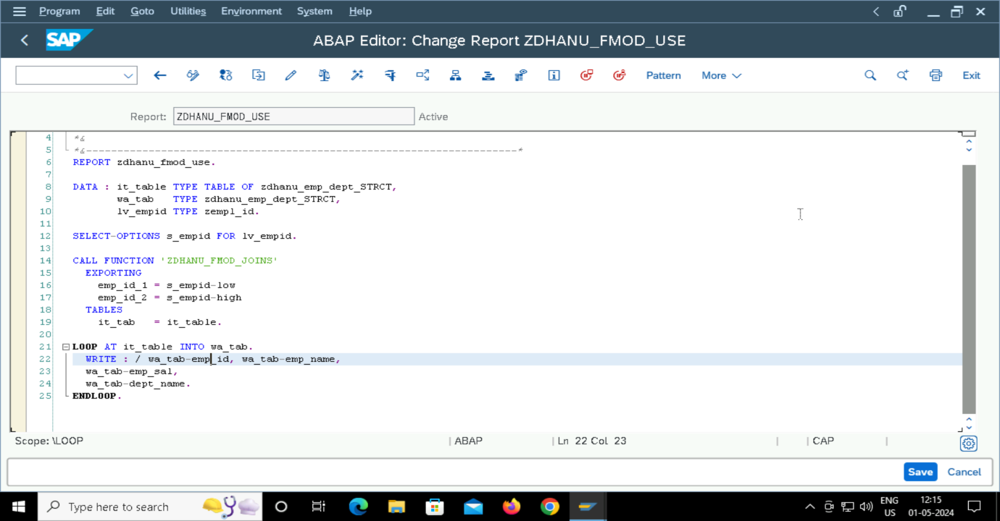 Program Edit Goto Utilities Environment System Help
SAP ABAP Editor: Change Report ZDHANU_FMOD_USE
Pattern More Exit
Report: ZDHANU_FMOD_USE Active
4 *&
5 *&---------------------------------------------------------------------*
6 REPORT zdhanu_fmod_use.
7
8 DATA : it_table TYPE TABLE OF zdhanu_emp_dept_STRCT,
9 wa_tab TYPE zdhanu_emp_dept_STRCT,
10 lv_empid TYPE zempl_id.
11
12 SELECT-OPTIONS s_empid FOR lv_empid.
13
14 CALL FUNCTION 'ZDHANU_FMOD_JOINS'
15 EXPORTING
16 emp_id_1 = s_empid-low
17 emp_id_2 = s_empid-high
18 TABLES
19 it_tab = it_table.
20
21 LOOP AT it_table INTO wa_tab.
22 WRITE : / wa_tab-emp_id, wa_tab-emp_name,
23 wa_tab-emp_sal,
24 wa_tab-dept_name.
25 ENDLOOP.
Scope: \LOOP | ABAP | Ln 22 Col 23 | | CAP |
Save Cancel
Type here to search ENG 12:15
US 01-05-2024